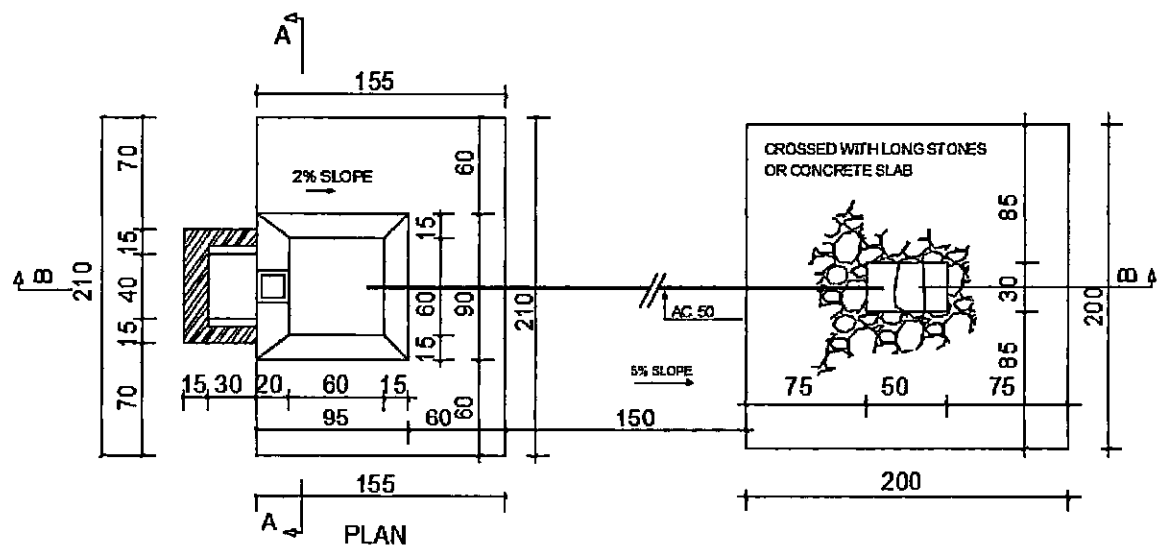 A
155
2% SLOPE
CROSSED WITH LONG STONES
OR CONCRETE SLAB
70
15
40
15
70
210
B
60
15
60
15
90
60
210
AC 50
5% SLOPE
15 30 20 60 15
95 60
150
85
30
85
200
B
75 50 75
155
200
A
PLAN